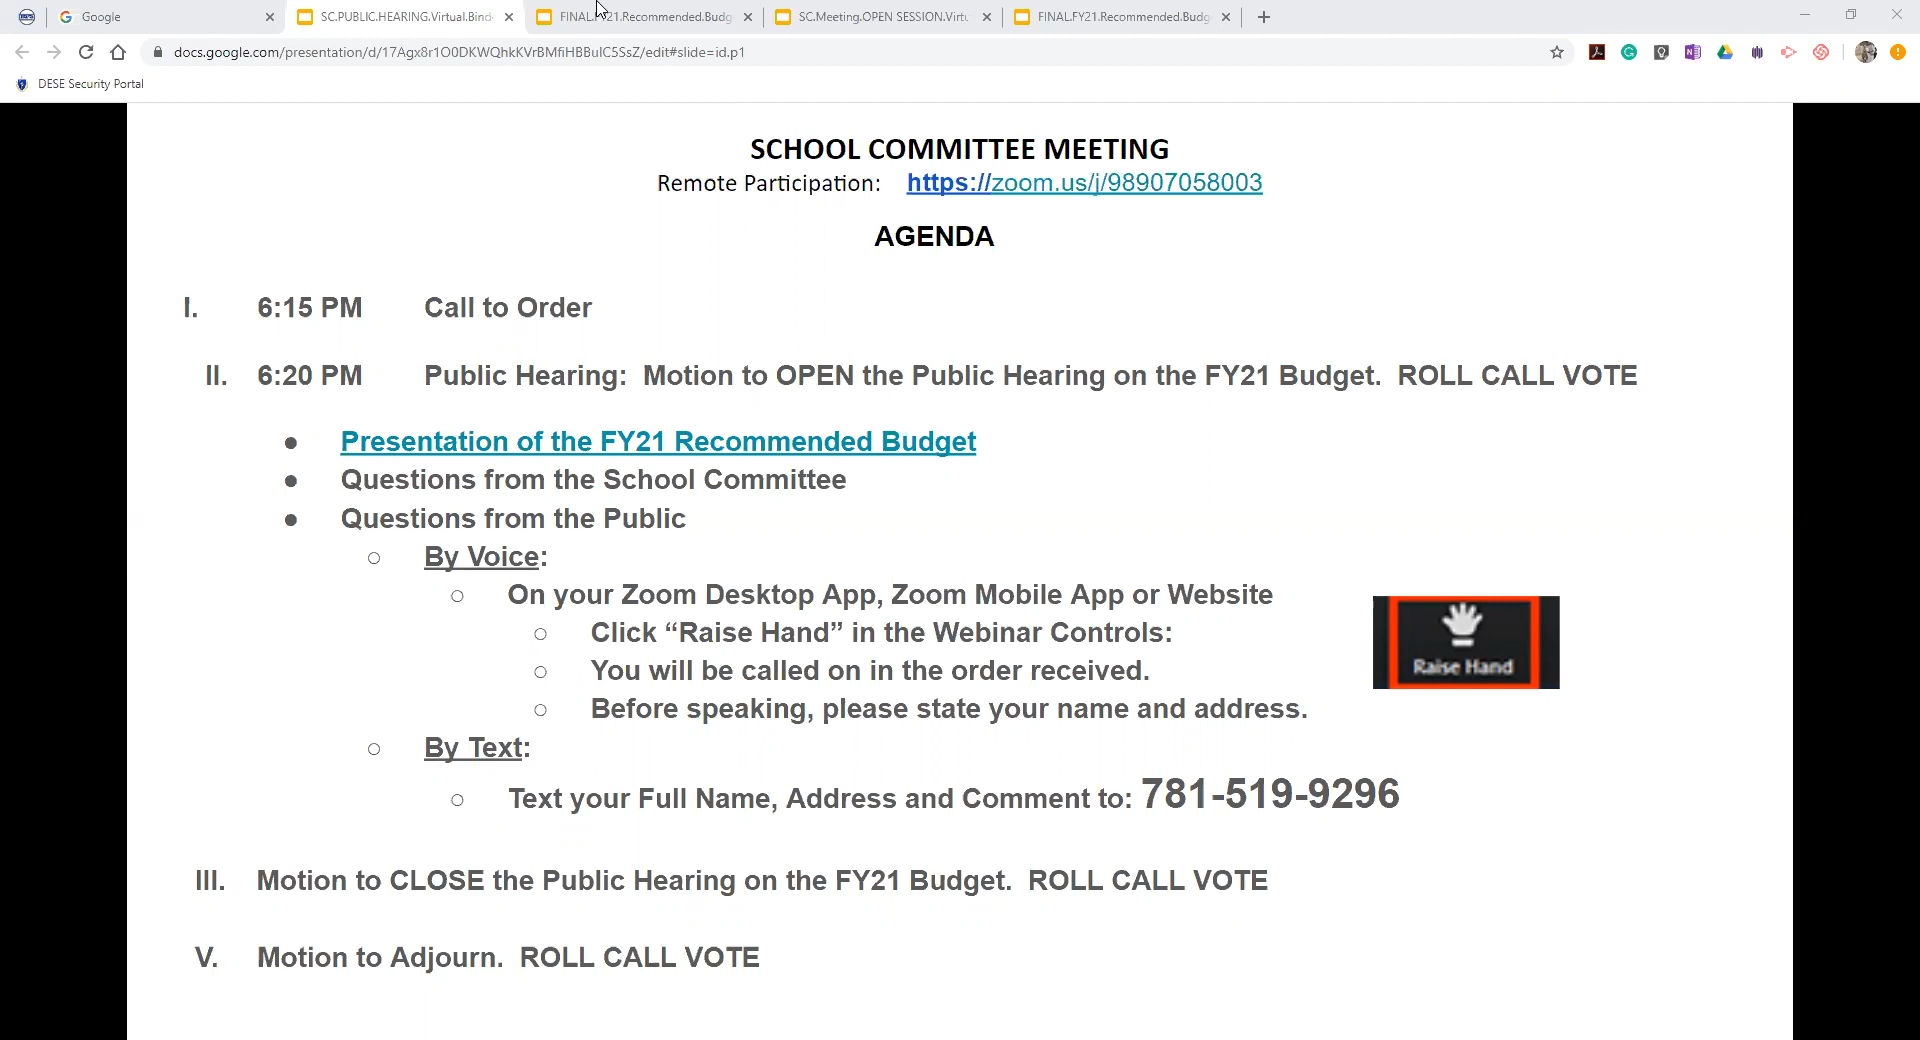 Google
SC.PUBLIC.HEARING.Virtual.Bind
FINAL.FY21.Recommended.Budg
SC.Meeting.OPEN SESSION.Virtu
FINAL.FY21.Recommended.Budg
docs.google.com/presentation/d/17Agx8r1O0DKWQhkKVrBMfiHBBuIC5SsZ/edit#slide=id.p1
DESE Security Portal
SCHOOL COMMITTEE MEETING
Remote Participation: https://zoom.us/j/98907058003
AGENDA
I. 6:15 PM Call to Order
II. 6:20 PM Public Hearing: Motion to OPEN the Public Hearing on the FY21 Budget. ROLL CALL VOTE
● Presentation of the FY21 Recommended Budget
● Questions from the School Committee
● Questions from the Public
○ By Voice:
○ On your Zoom Desktop App, Zoom Mobile App or Website
○ Click “Raise Hand” in the Webinar Controls:
○ You will be called on in the order received.
Raise Hand
○ Before speaking, please state your name and address.
○ By Text:
○ Text your Full Name, Address and Comment to: 781-519-9296
III. Motion to CLOSE the Public Hearing on the FY21 Budget. ROLL CALL VOTE
V. Motion to Adjourn. ROLL CALL VOTE